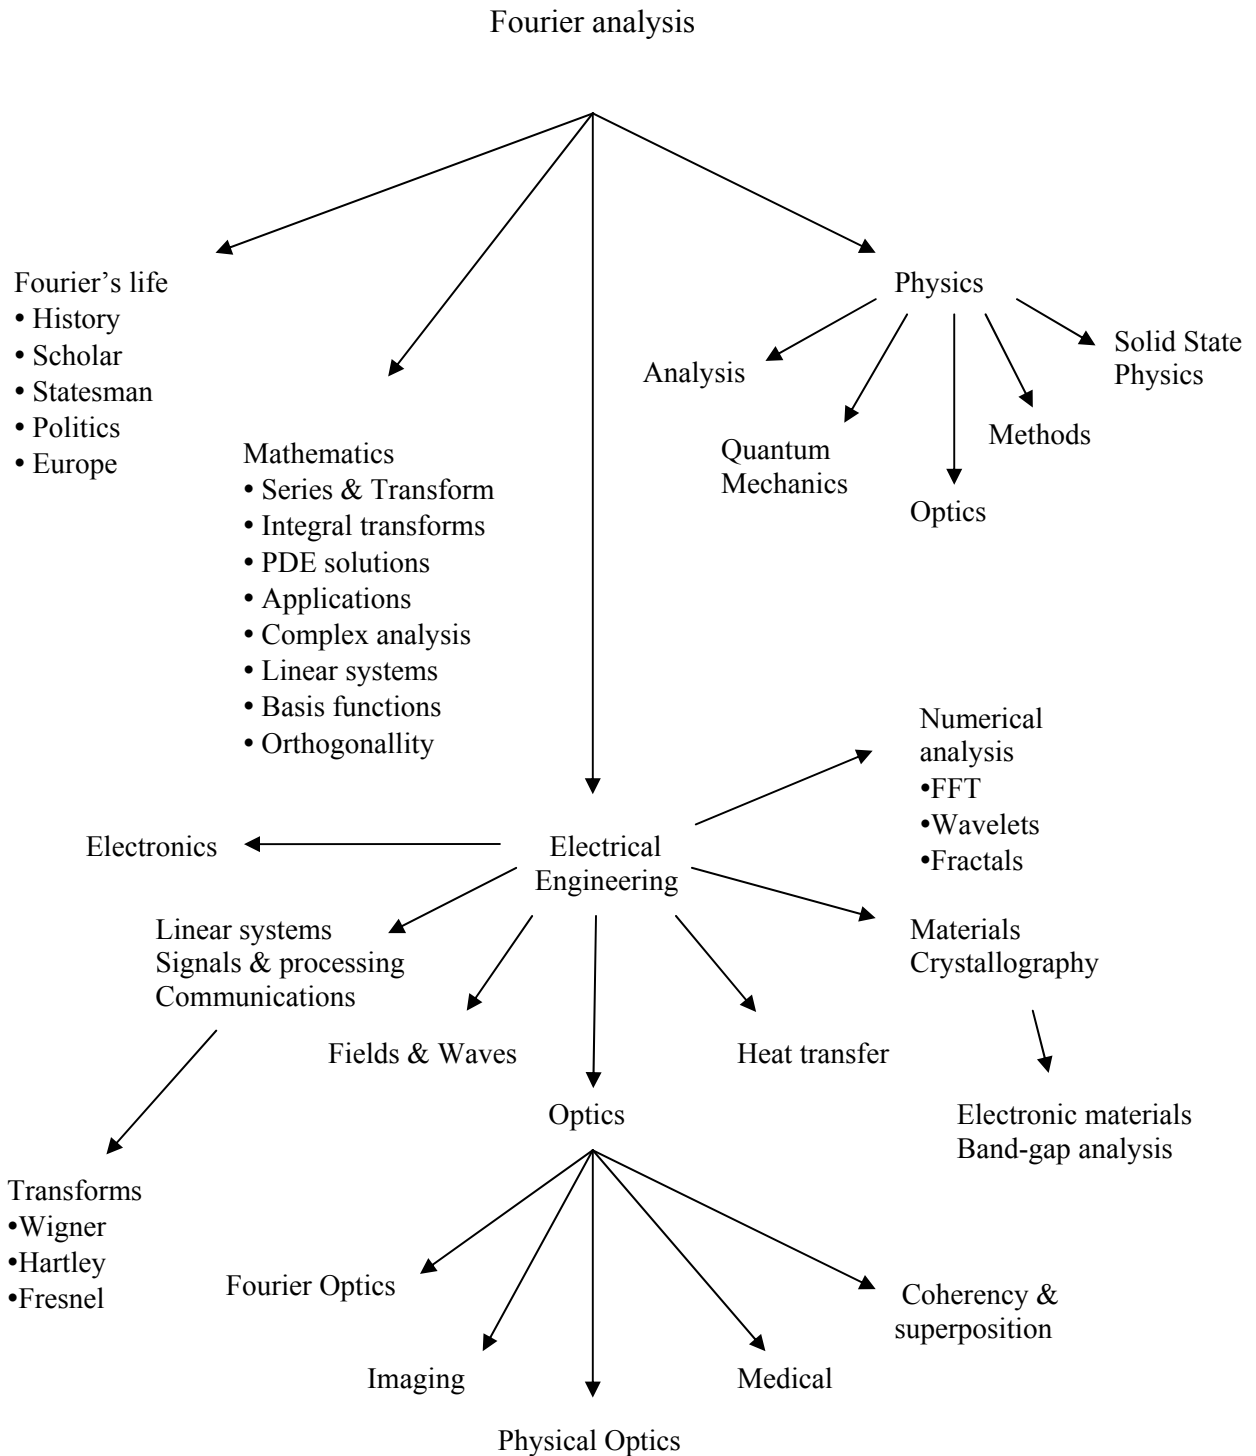 Fourier analysis
Fourier’s life
• History
• Scholar
• Statesman
• Politics
• Europe
Mathematics
• Series & Transform
• Integral transforms
• PDE solutions
• Applications
• Complex analysis
• Linear systems
• Basis functions
• Orthogonallity
Physics
Analysis
Quantum
Mechanics
Optics
Methods
Solid State
Physics
Electrical
Engineering
Numerical
analysis
•FFT
•Wavelets
•Fractals
Electronics
Linear systems
Signals & processing
Communications
Fields & Waves
Optics
Heat transfer
Materials
Crystallography
Electronic materials
Band-gap analysis
Transforms
•Wigner
•Hartley
•Fresnel
Fourier Optics
Imaging
Physical Optics
Medical
Coherency &
superposition